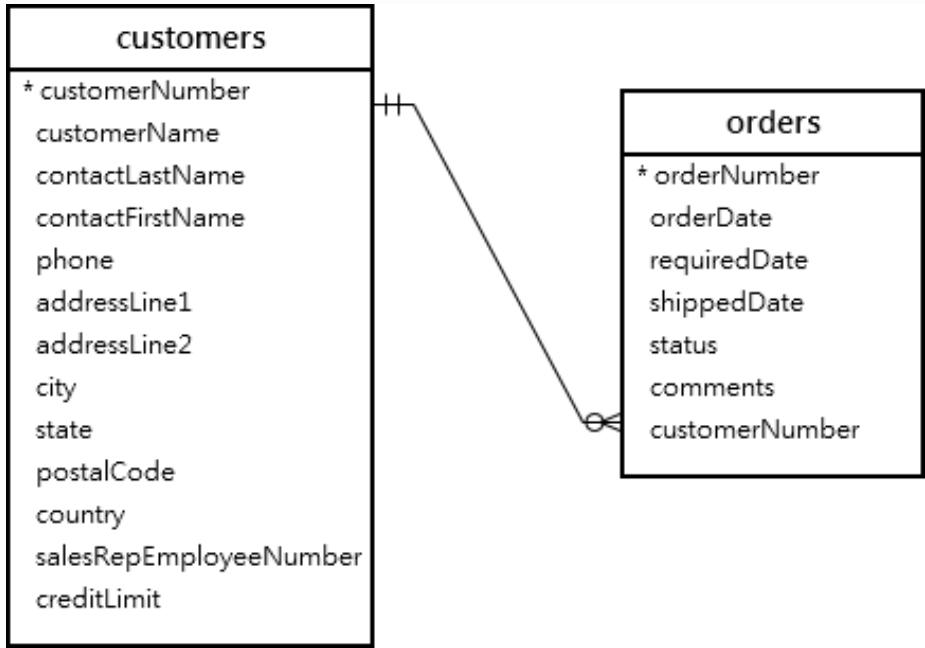 customers
* customerNumber
customerName
contactLastName
contactFirstName
phone
addressLine1
addressLine2
city
state
postalCode
country
salesRepEmployeeNumber
creditLimit
orders
* orderNumber
orderDate
requiredDate
shippedDate
status
comments
customerNumber